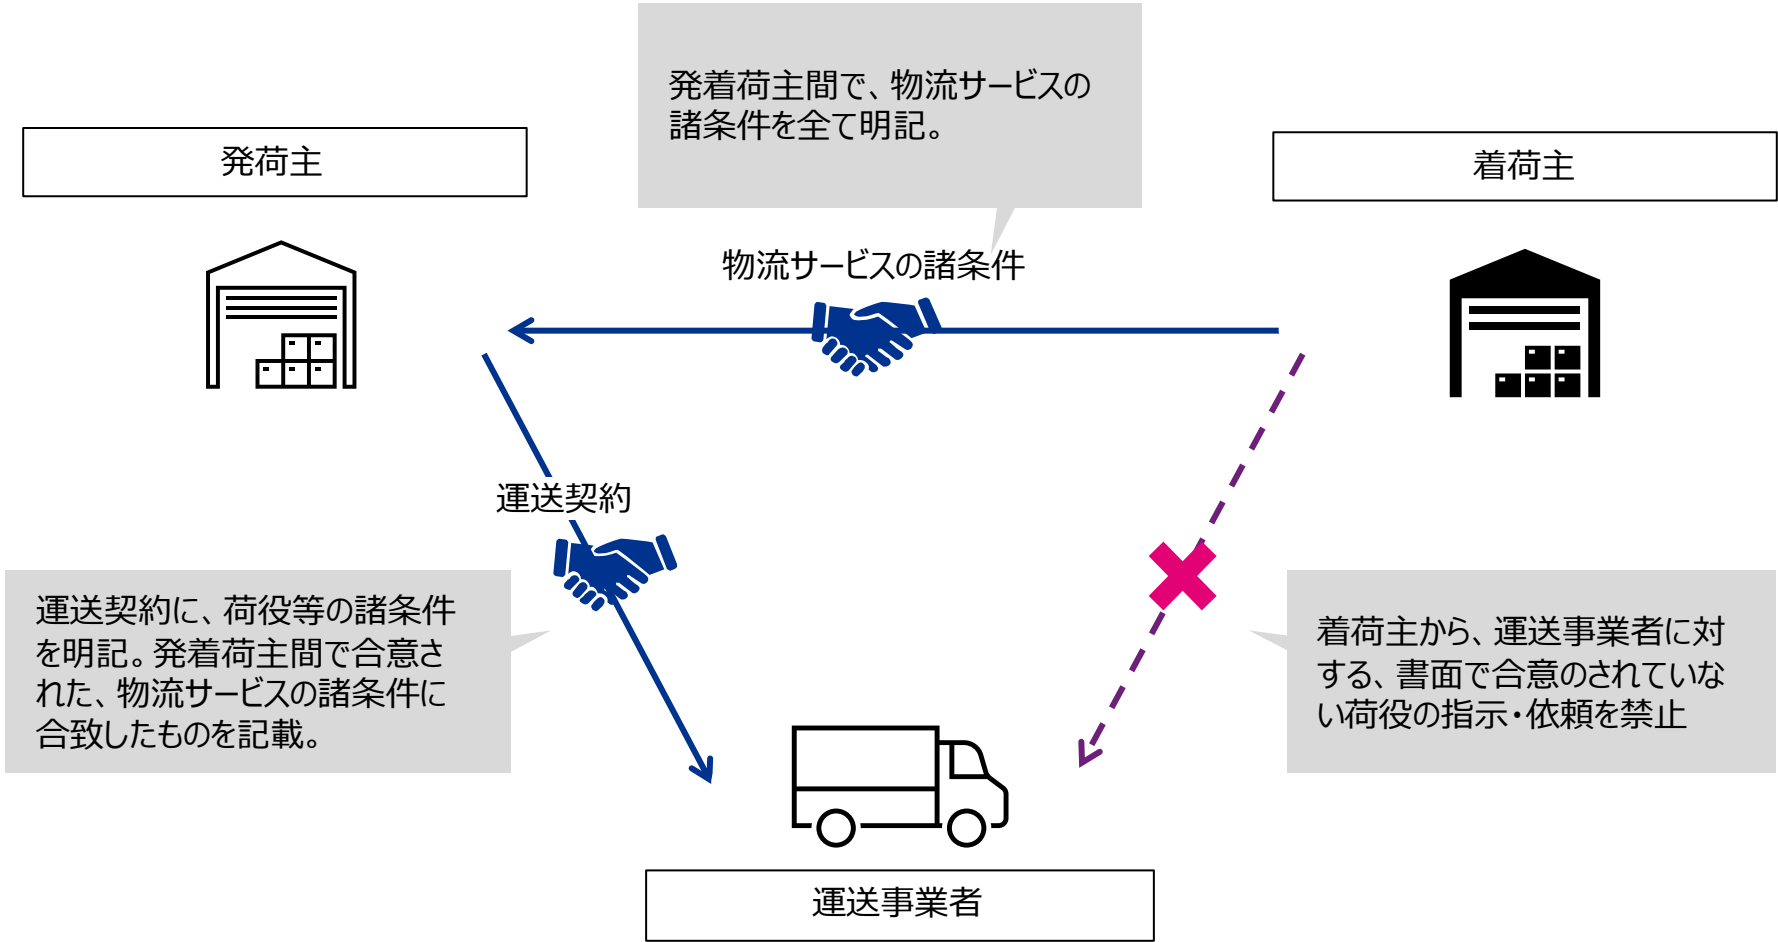 発着荷主間で、物流サービスの
諸条件を全て明記。
発荷主
着荷主
物流サービスの諸条件
運送契約
運送契約に、荷役等の諸条件
を明記。発着荷主間で合意さ
れた、物流サービスの諸条件に
合致したものを記載。
着荷主から、運送事業者に対
する、書面で合意のされていな
い荷役の指示・依頼を禁止
運送事業者